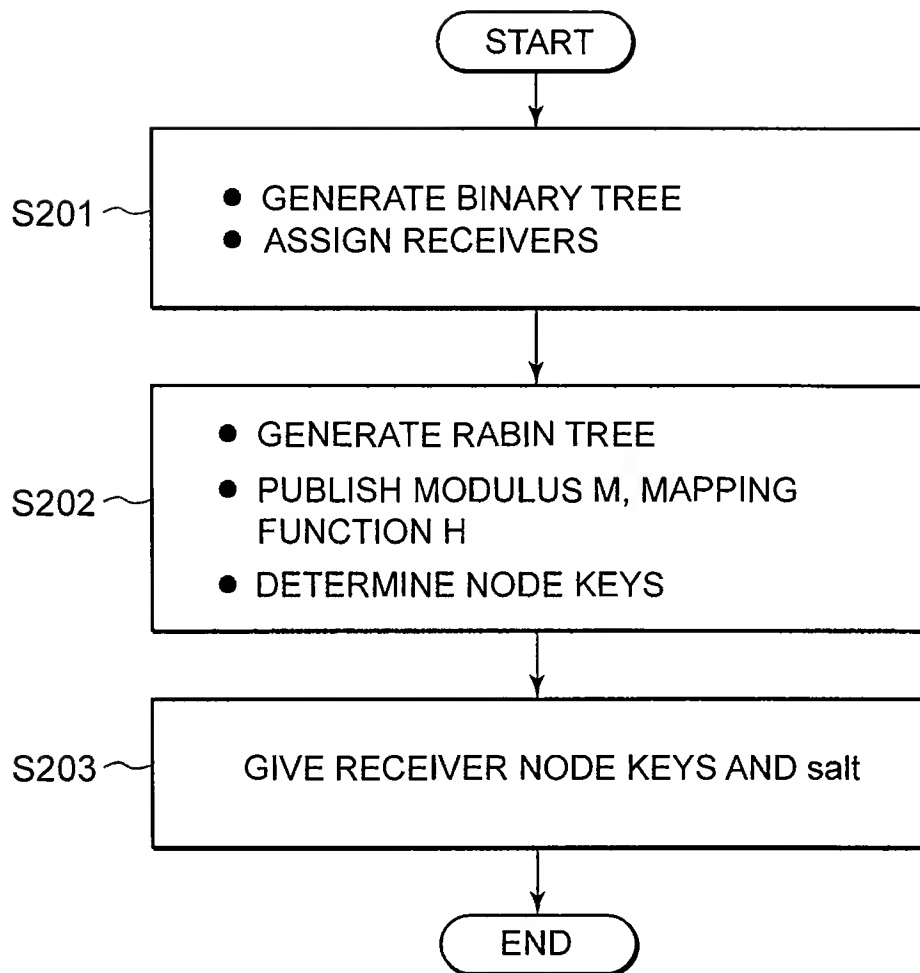 START
S201
● GENERATE BINARY TREE
● ASSIGN RECEIVERS
S202
● GENERATE RABIN TREE
● PUBLISH MODULUS M, MAPPING
FUNCTION H
● DETERMINE NODE KEYS
S203
GIVE RECEIVER NODE KEYS AND salt
END